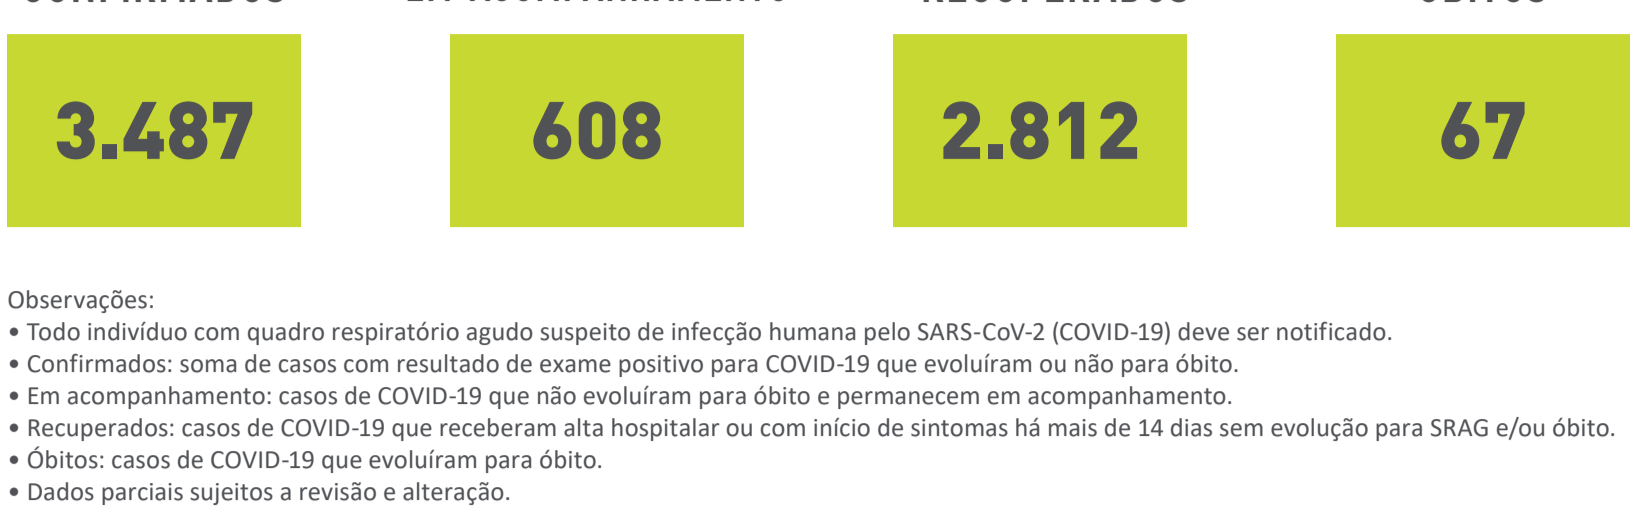 CONFIRMADOS EM ACOMPANHAMENTO RECUPERADOS ÓBITOS
3.487 608 2.812 67
Observações:
• Todo indivíduo com quadro respiratório agudo suspeito de infecção humana pelo SARS-CoV-2 (COVID-19) deve ser notificado.
• Confirmados: soma de casos com resultado de exame positivo para COVID-19 que evoluíram ou não para óbito.
• Em acompanhamento: casos de COVID-19 que não evoluíram para óbito e permanecem em acompanhamento.
• Recuperados: casos de COVID-19 que receberam alta hospitalar ou com início de sintomas há mais de 14 dias sem evolução para SRAG e/ou óbito.
• Óbitos: casos de COVID-19 que evoluíram para óbito.
• Dados parciais sujeitos a revisão e alteração.